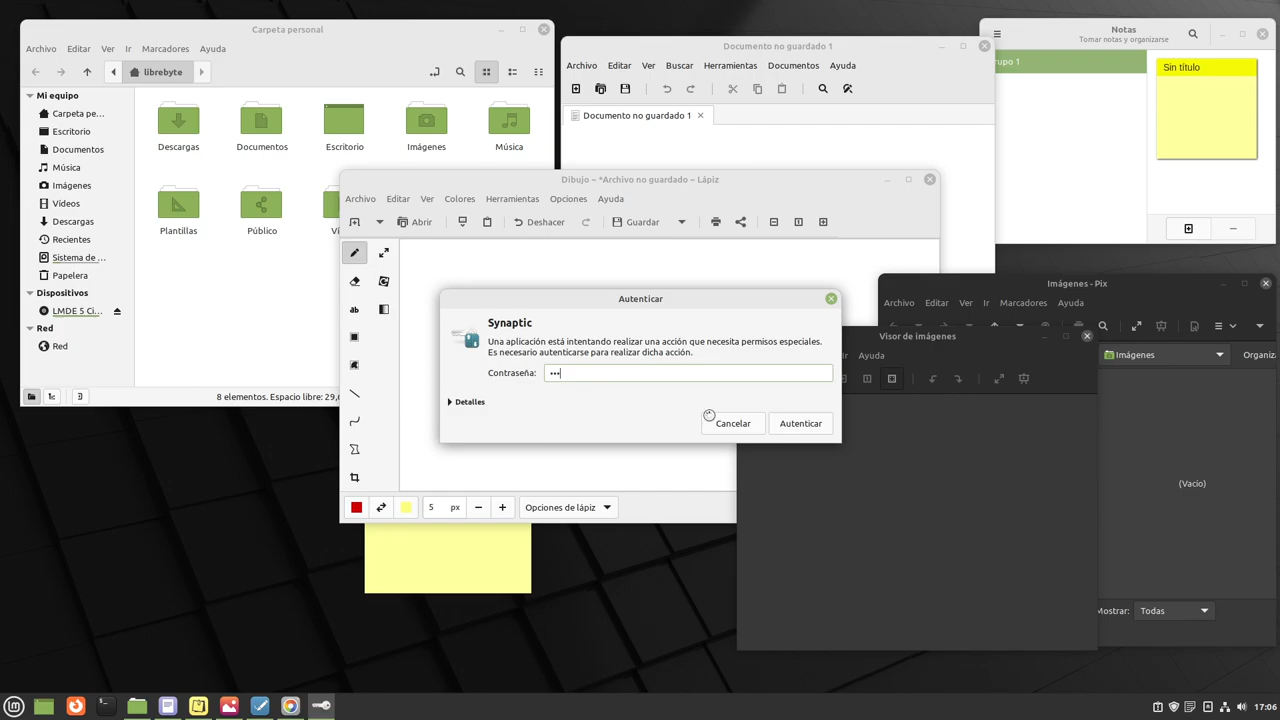 Carpeta personal
Archivo Editar Ver Ir Marcadores Ayuda
librebyte
Mi equipo
Carpeta pe...
Escritorio
Documentos
Música
Imágenes
Vídeos
Descargas
Recientes
Sistema de ...
Papelera
Dispositivos
LMDE 5 Ci...
Red
Red
Descargas Documentos Escritorio Imágenes Música
Plantillas Público
8 elementos. Espacio libre: 29,
Documento no guardado 1
Archivo Editar Ver Buscar Herramientas Documentos Ayuda
Documento no guardado 1
Notas
Tomar notas y organizarse
rupo 1
Sin título
Dibujo – *Archivo no guardado – Lápiz
Archivo Editar Ver Colores Herramientas Opciones Ayuda
Abrir Deshacer Guardar
ab
5 px Opciones de lápiz
Autenticar
Synaptic
Una aplicación está intentando realizar una acción que necesita permisos especiales.
Es necesario autenticarse para realizar dicha acción.
Contraseña: •••
Detalles
Cancelar Autenticar
Imágenes - Pix
Archivo Editar Ver Ir Marcadores Ayuda
Imágenes
Organiz
(Vacio)
Mostrar: Todas
Visor de imágenes
Ir Ayuda
17:06